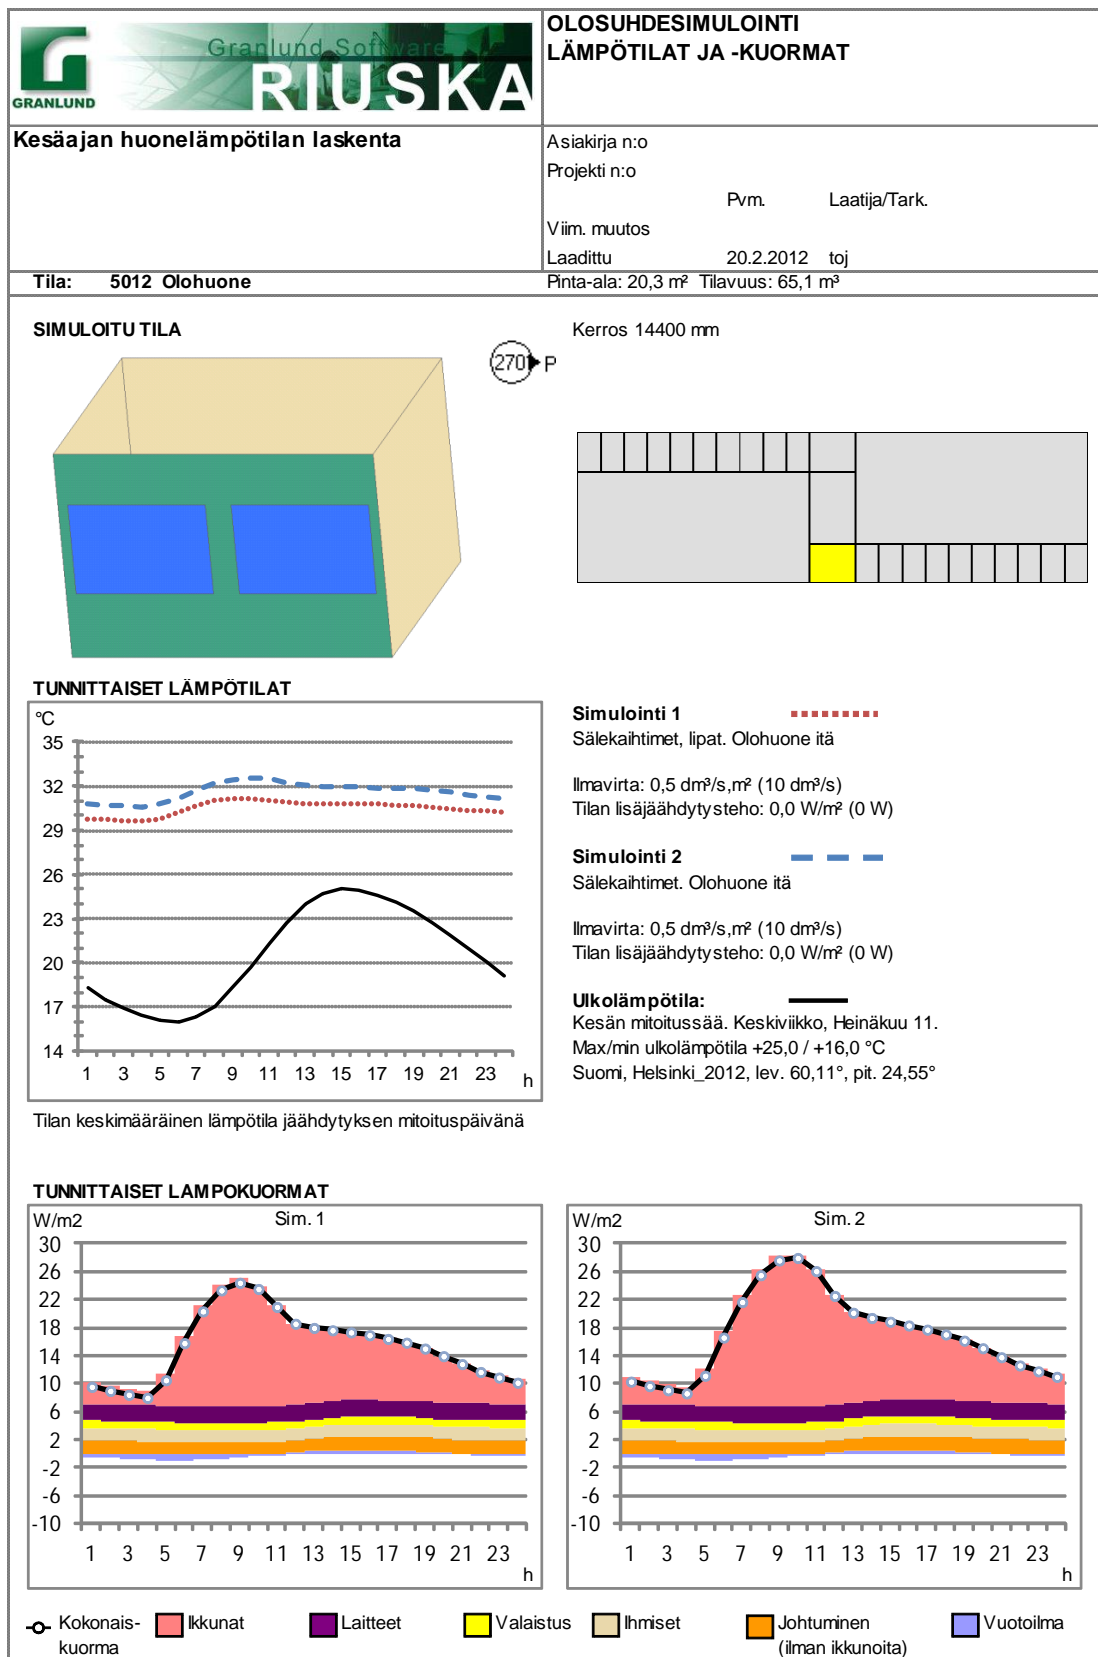 Granlund Software
RIUSKA
GRANLUND
OLOSUHDESIMULOINTI
LÄMPÖTILAT JA -KUORMAT
Kesäajan huonelämpötilan laskenta
Asiakirja n:o
Projekti n:o
Pvm. Laatija/Tark.
Viim. muutos
Laadittu 20.2.2012 toj
Tila: 5012 Olohuone
Pinta-ala: 20,3 m² Tilavuus: 65,1 m³
SIMULOITU TILA
Kerros 14400 mm
270 P
TUNNITTAISET LÄMPÖTILAT
°C
35
32
29
26
23
20
17
14
1 3 5 7 9 11 13 15 17 19 21 23
h
Tilan keskimääräinen lämpötila jäähdytyksen mitoituspäivänä
Simulointi 1
Sälekaihtimet, lipat. Olohuone itä
Ilmavirta: 0,5 dm³/s,m² (10 dm³/s)
Tilan lisäjäähdytysteho: 0,0 W/m² (0 W)
Simulointi 2
Sälekaihtimet. Olohuone itä
Ilmavirta: 0,5 dm³/s,m² (10 dm³/s)
Tilan lisäjäähdytysteho: 0,0 W/m² (0 W)
Ulkolämpötila:
Kesän mitoitussää. Keskiviikko, Heinäkuu 11.
Max/min ulkolämpötila +25,0 / +16,0 °C
Suomi, Helsinki_2012, lev. 60,11°, pit. 24,55°
TUNNITTAISET LAMPOKUORMAT
W/m2 Sim. 1
30
26
22
18
14
10
6
2
-2
-6
-10
1 3 5 7 9 11 13 15 17 19 21 23
h
W/m2 Sim. 2
30
26
22
18
14
10
6
2
-2
-6
-10
1 3 5 7 9 11 13 15 17 19 21 23
h
Kokonais-
kuorma
Ikkunat
Laitteet
Valaistus
Ihmiset
Johtuminen
(ilman ikkunoita)
Vuotoilma